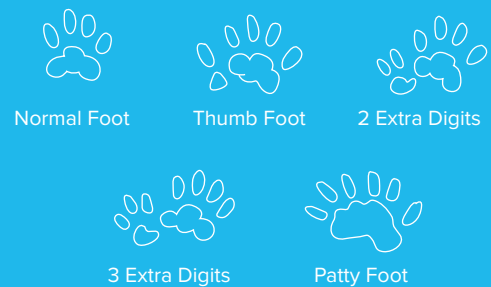 Normal Foot
Thumb Foot
2 Extra Digits
3 Extra Digits
Patty Foot